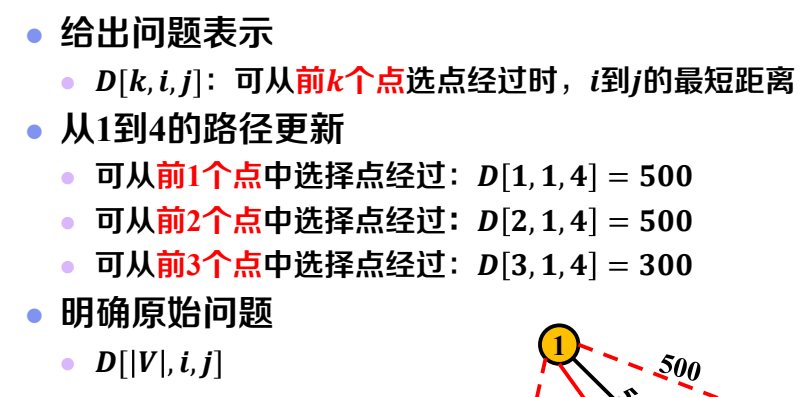 给出问题表示
D[k, i, j]：可从前k个点选点经过时，i到j的最短距离
从1到4的路径更新
可从前1个点中选择点经过：D[1, 1, 4] = 500
可从前2个点中选择点经过：D[2, 1, 4] = 500
可从前3个点中选择点经过：D[3, 1, 4] = 300
明确原始问题
D[|V|, i, j]
1
500